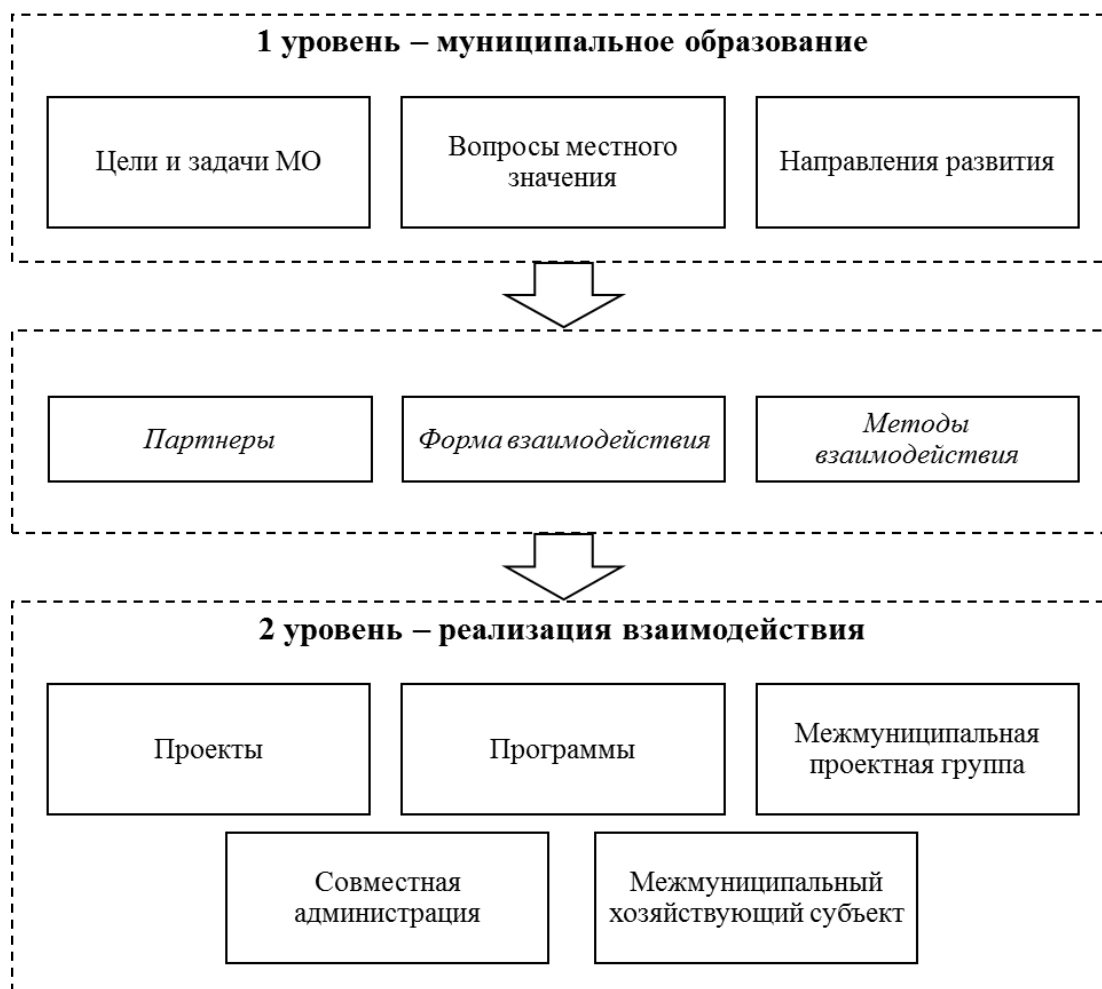 1 уровень – муниципальное образование
Цели и задачи МО
Вопросы местного
значения
Направления развития
Партнеры
Форма взаимодействия
Методы
взаимодействия
2 уровень – реализация взаимодействия
Проекты
Программы
Межмуниципальная
проектная группа
Совместная
администрация
Межмуниципальный
хозяйствующий субъект